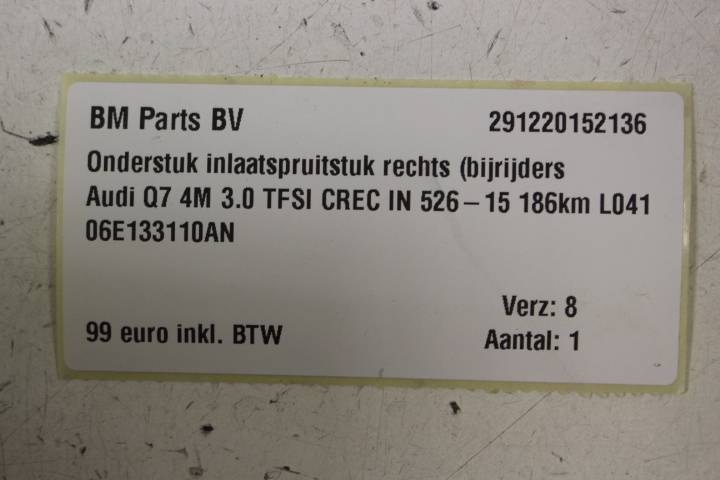 BM Parts BV 291220152136
Onderstuk inlaatspruitstuk rechts (bijrijders
Audi Q7 4M 3.0 TFSI CREC IN 526-15 186km L041
06E133110AN
Verz: 8
99 euro inkl. BTW Aantal: 1